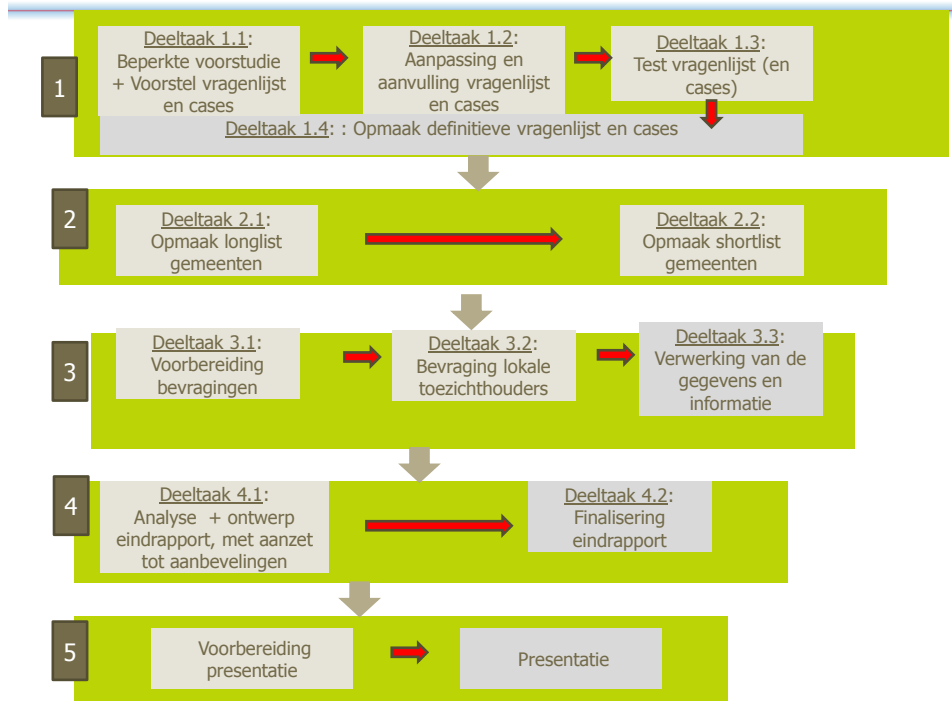 1
Deeltaak 1.1:
Beperkte voorstudie
+ Voorstel vragenlijst
en cases
Deeltaak 1.2:
Aanpassing en
aanvulling vragenlijst
en cases
Deeltaak 1.3:
Test vragenlijst (en
cases)
Deeltaak 1.4: : Opmaak definitieve vragenlijst en cases
2
Deeltaak 2.1:
Opmaak longlist
gemeenten
Deeltaak 2.2:
Opmaak shortlist
gemeenten
3
Deeltaak 3.1:
Voorbereiding
bevragingen
Deeltaak 3.2:
Bevraging lokale
toezichthouders
Deeltaak 3.3:
Verwerking van de
gegevens en
informatie
4
Deeltaak 4.1:
Analyse + ontwerp
eindrapport, met aanzet
tot aanbevelingen
Deeltaak 4.2:
Finalisering
eindrapport
5
Voorbereiding
presentatie
Presentatie